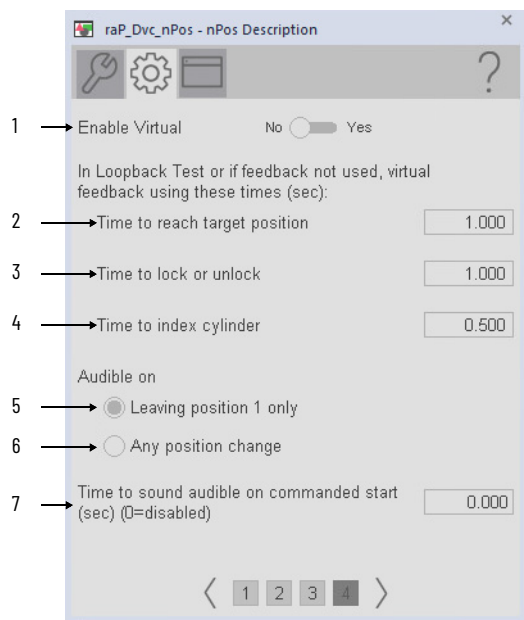 raP_Dvc_nPos - nPos Description
?
1 Enable Virtual No Yes
In Loopback Test or if feedback not used, virtual
feedback using these times (sec):
2 Time to reach target position 1.000
3 Time to lock or unlock 1.000
4 Time to index cylinder 0.500
Audible on
5 Leaving position 1 only
6 Any position change
7 Time to sound audible on commanded start
(sec) (0=disabled) 0.000
1 2 3 4